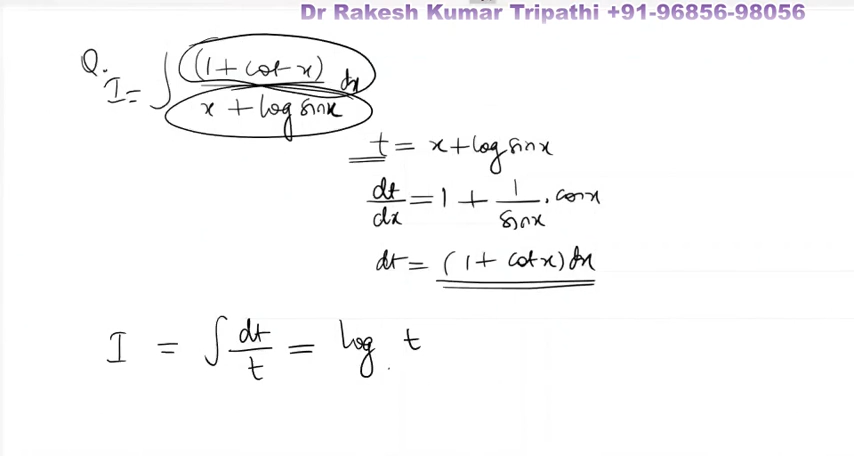 Dr Rakesh Kumar Tripathi +91-96856-98056
Q. I = ∫ (1 + cot x) dx / (x + log sin x)
t = x + log sin x
dt/dx = 1 + 1/sin x . cos x
dt = (1 + cot x) dx
I = ∫ dt/t = log t